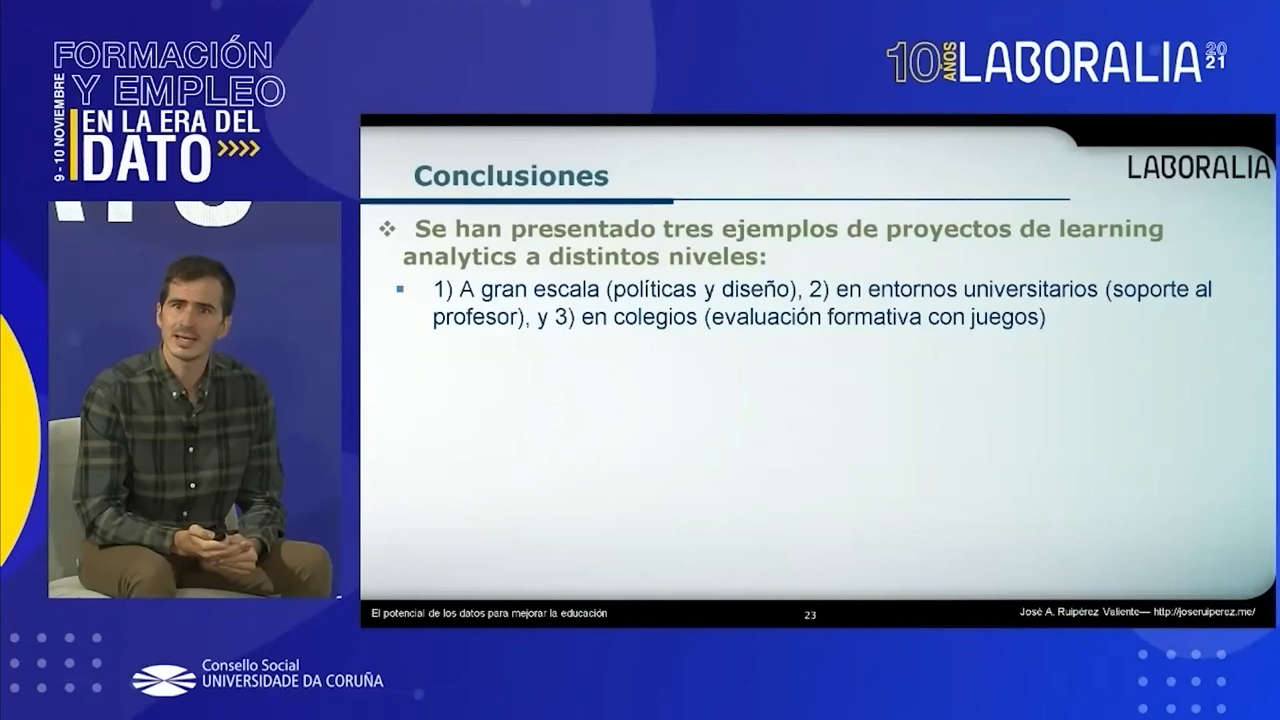 FORMACIÓN
Y EMPLEO
EN LA ERA DEL
DATO
9 - 10 NOVIEMBRE
10 AÑOS LABORALIA 2021
LABORALIA
Conclusiones
Se han presentado tres ejemplos de proyectos de learning
analytics a distintos niveles:
1) A gran escala (políticas y diseño), 2) en entornos universitarios (soporte al
profesor), y 3) en colegios (evaluación formativa con juegos)
El potencial de los datos para mejorar la educación
23
José A. Ruipérez Valiente— http://joseruiperez.me/
Consello Social
UNIVERSIDADE DA CORUÑA